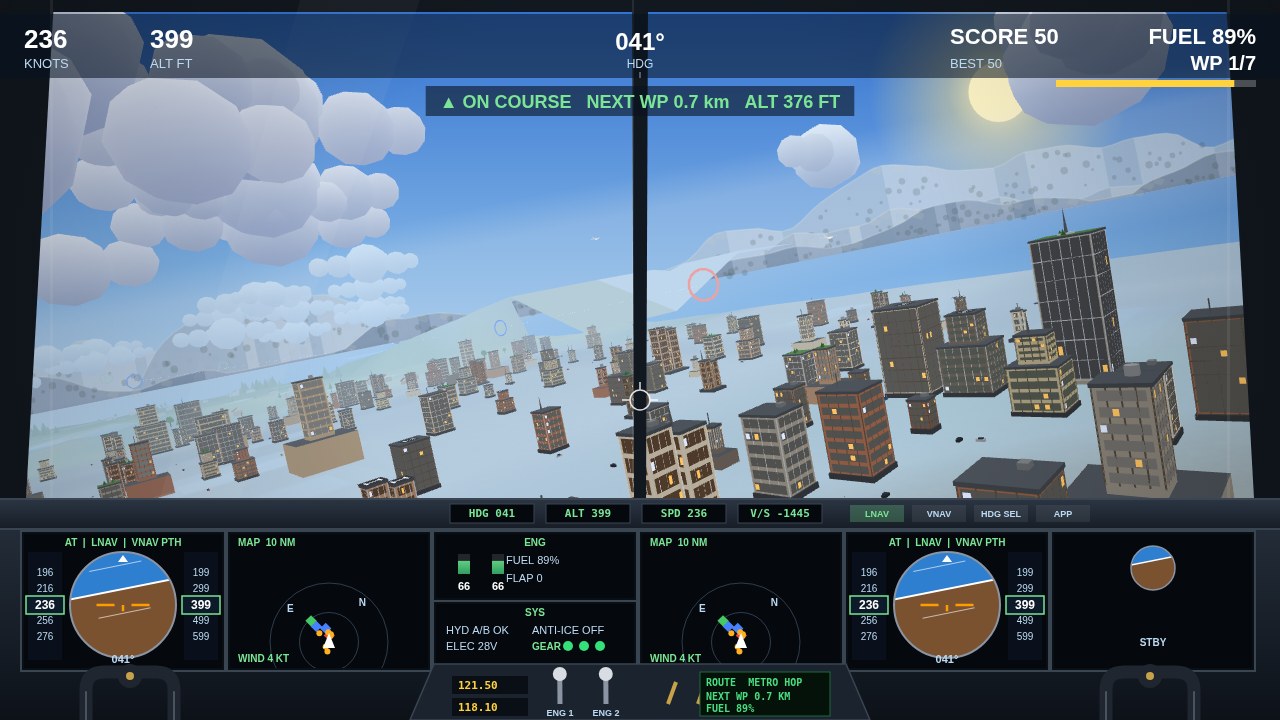 236
KNOTS
399
ALT FT
041°
HDG
SCORE 50
BEST 50
FUEL 89%
WP 1/7
▲ ON COURSE NEXT WP 0.7 km ALT 376 FT
HDG 041
ALT 399
SPD 236
V/S -1445
LNAV
VNAV
HDG SEL
APP
AT | LNAV | VNAV PTH
196
216
236
256
276
199
299
399
499
599
041°
MAP 10 NM
E
N
WIND 4 KT
ENG
FUEL 89%
FLAP 0
66
66
SYS
HYD A/B OK
ANTI-ICE OFF
ELEC 28V
GEAR
MAP 10 NM
E
N
WIND 4 KT
AT | LNAV | VNAV PTH
196
216
236
256
276
199
299
399
499
599
041°
STBY
121.50
118.10
ENG 1
ENG 2
ROUTE METRO HOP
NEXT WP 0.7 KM
FUEL 89%